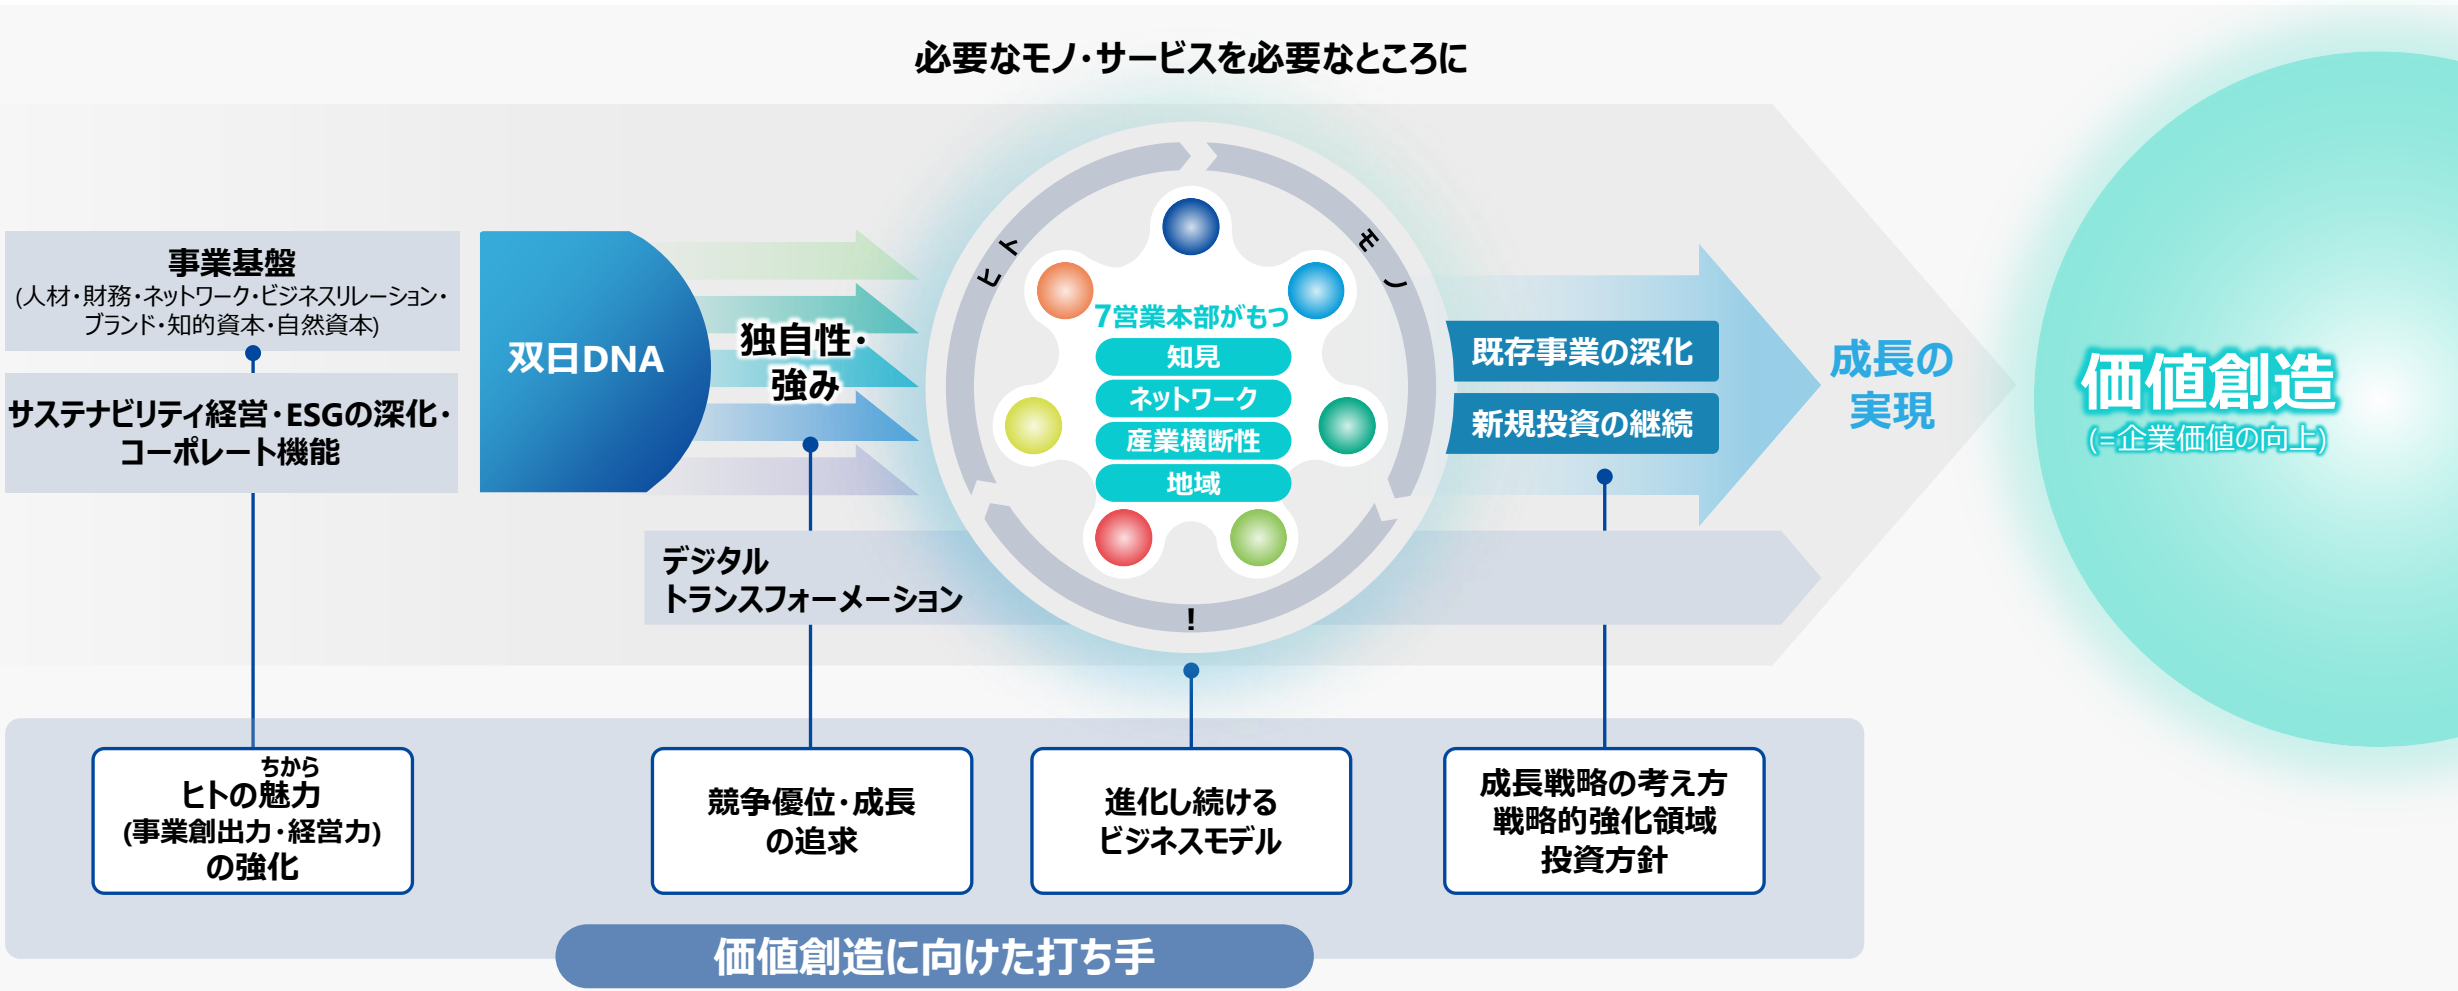 必要なモノ・サービスを必要なところに
事業基盤
(人材・財務・ネットワーク・ビジネスリレーション・
ブランド・知的資本・自然資本)
サステナビリティ経営・ESGの深化・
コーポレート機能
双日DNA
独自性・
強み
ヒト
モノ
!
7営業本部がもつ
知見
ネットワーク
産業横断性
地域
既存事業の深化
新規投資の継続
成長の
実現
価値創造
(=企業価値の向上)
デジタル
トランスフォーメーション
ちから
ヒトの魅力
(事業創出力・経営力)
の強化
競争優位・成長
の追求
進化し続ける
ビジネスモデル
成長戦略の考え方
戦略的強化領域
投資方針
価値創造に向けた打ち手